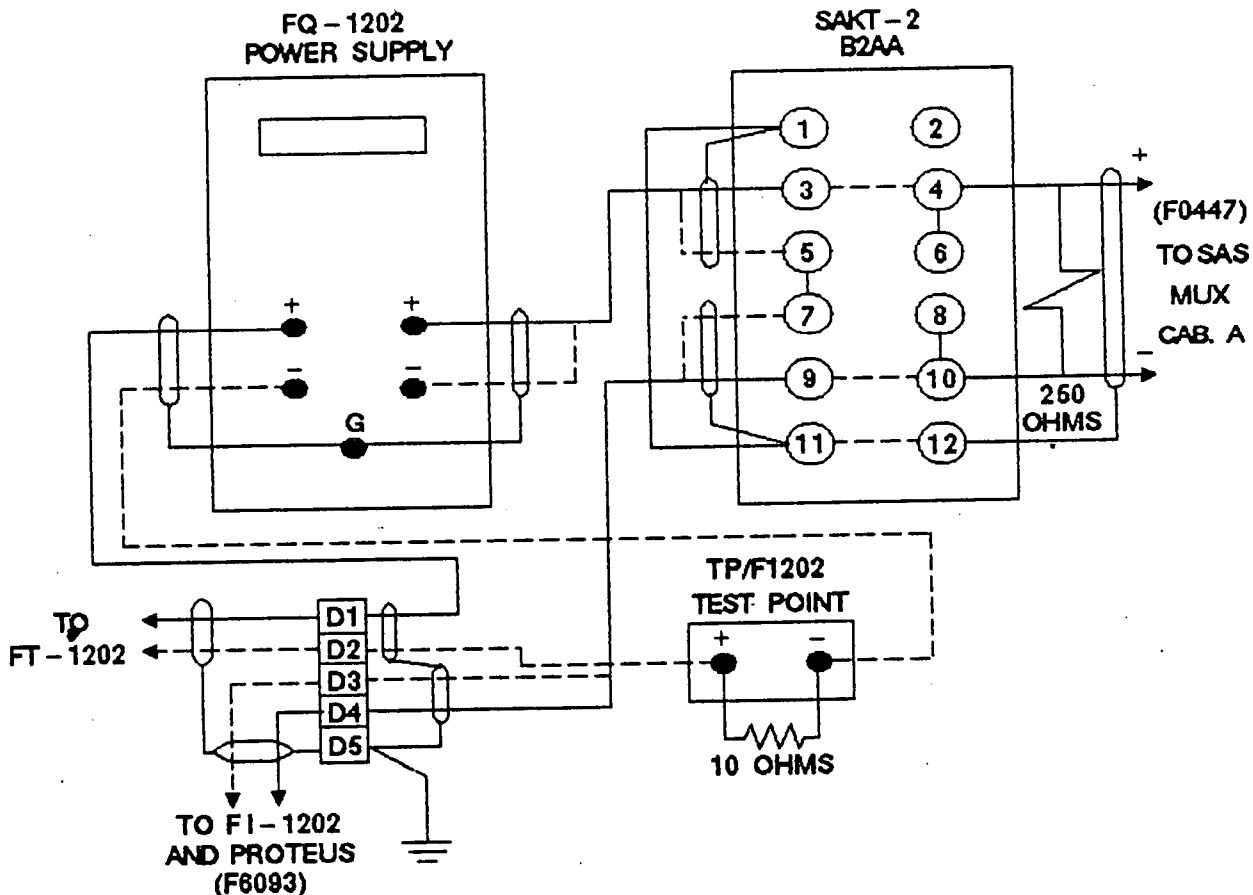 FQ-1202
POWER SUPPLY
SAKT-2
B2AA
1
2
3
4
+
5
6
(F0447)
TO SAS
MUX
CAB. A
7
8
+
+
-
-
-
9
10
250
OHMS
G
11
12
TP/F1202
TEST POINT
+
-
TO
FT-1202
D1
D2
D3
D4
D5
10 OHMS
TO FI-1202
AND PROTEUS
(F6093)